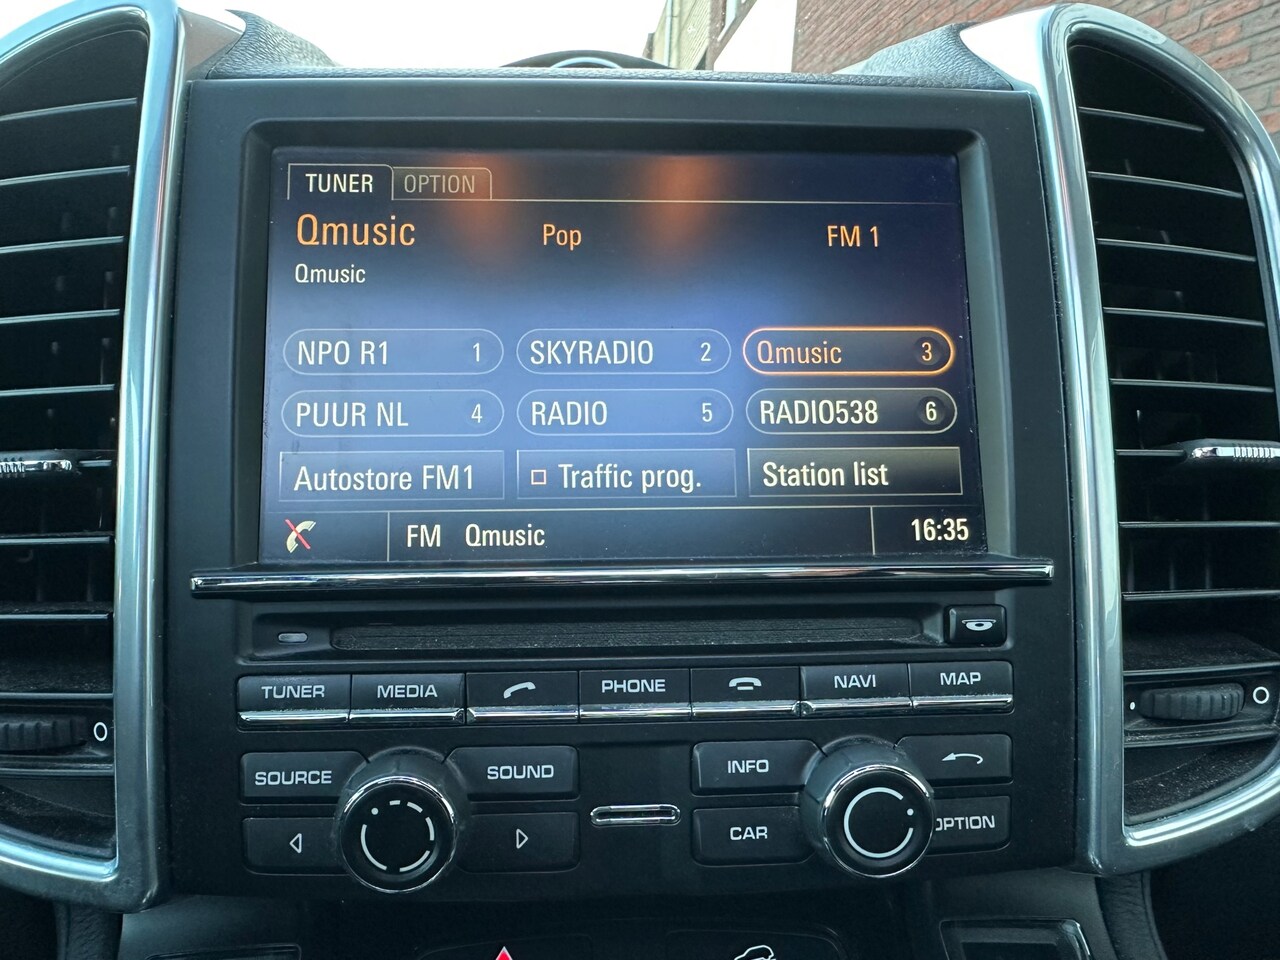 TUNER OPTION
Qmusic Pop FM 1
Qmusic
NPO R1 1 SKYRADIO 2 Qmusic 3
PUUR NL 4 RADIO 5 RADIO538 6
Autostore FM1 Traffic prog. Station list
FM Qmusic 16:35
TUNER MEDIA PHONE NAVI MAP
SOURCE SOUND INFO
CAR OPTION